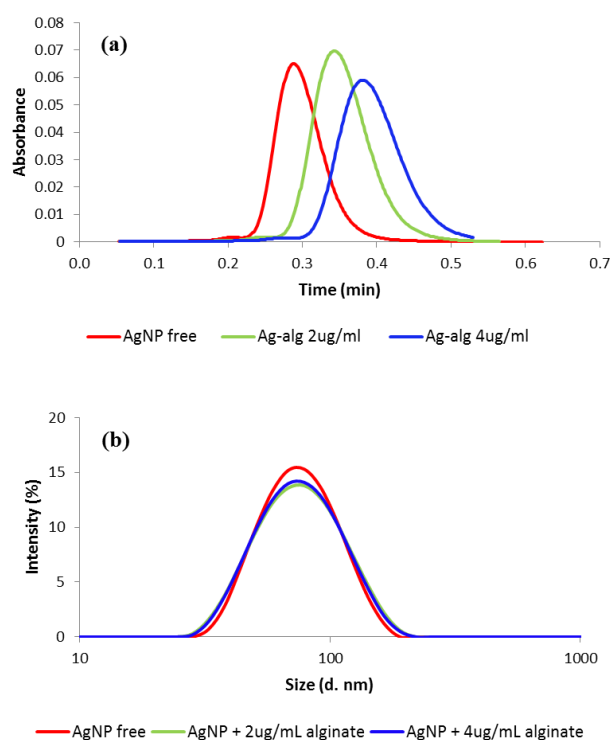 (a)
0.08
0.07
0.06
0.05
0.04
0.03
0.02
0.01
0
Absorbance
0.0 0.1 0.2 0.3 0.4 0.5 0.6 0.7
Time (min)
AgNP free Ag-alg 2ug/ml Ag-alg 4ug/ml
(b)
20
15
10
5
0
Intensity (%)
10 100 1000
Size (d. nm)
AgNP free AgNP + 2ug/mL alginate AgNP + 4ug/mL alginate